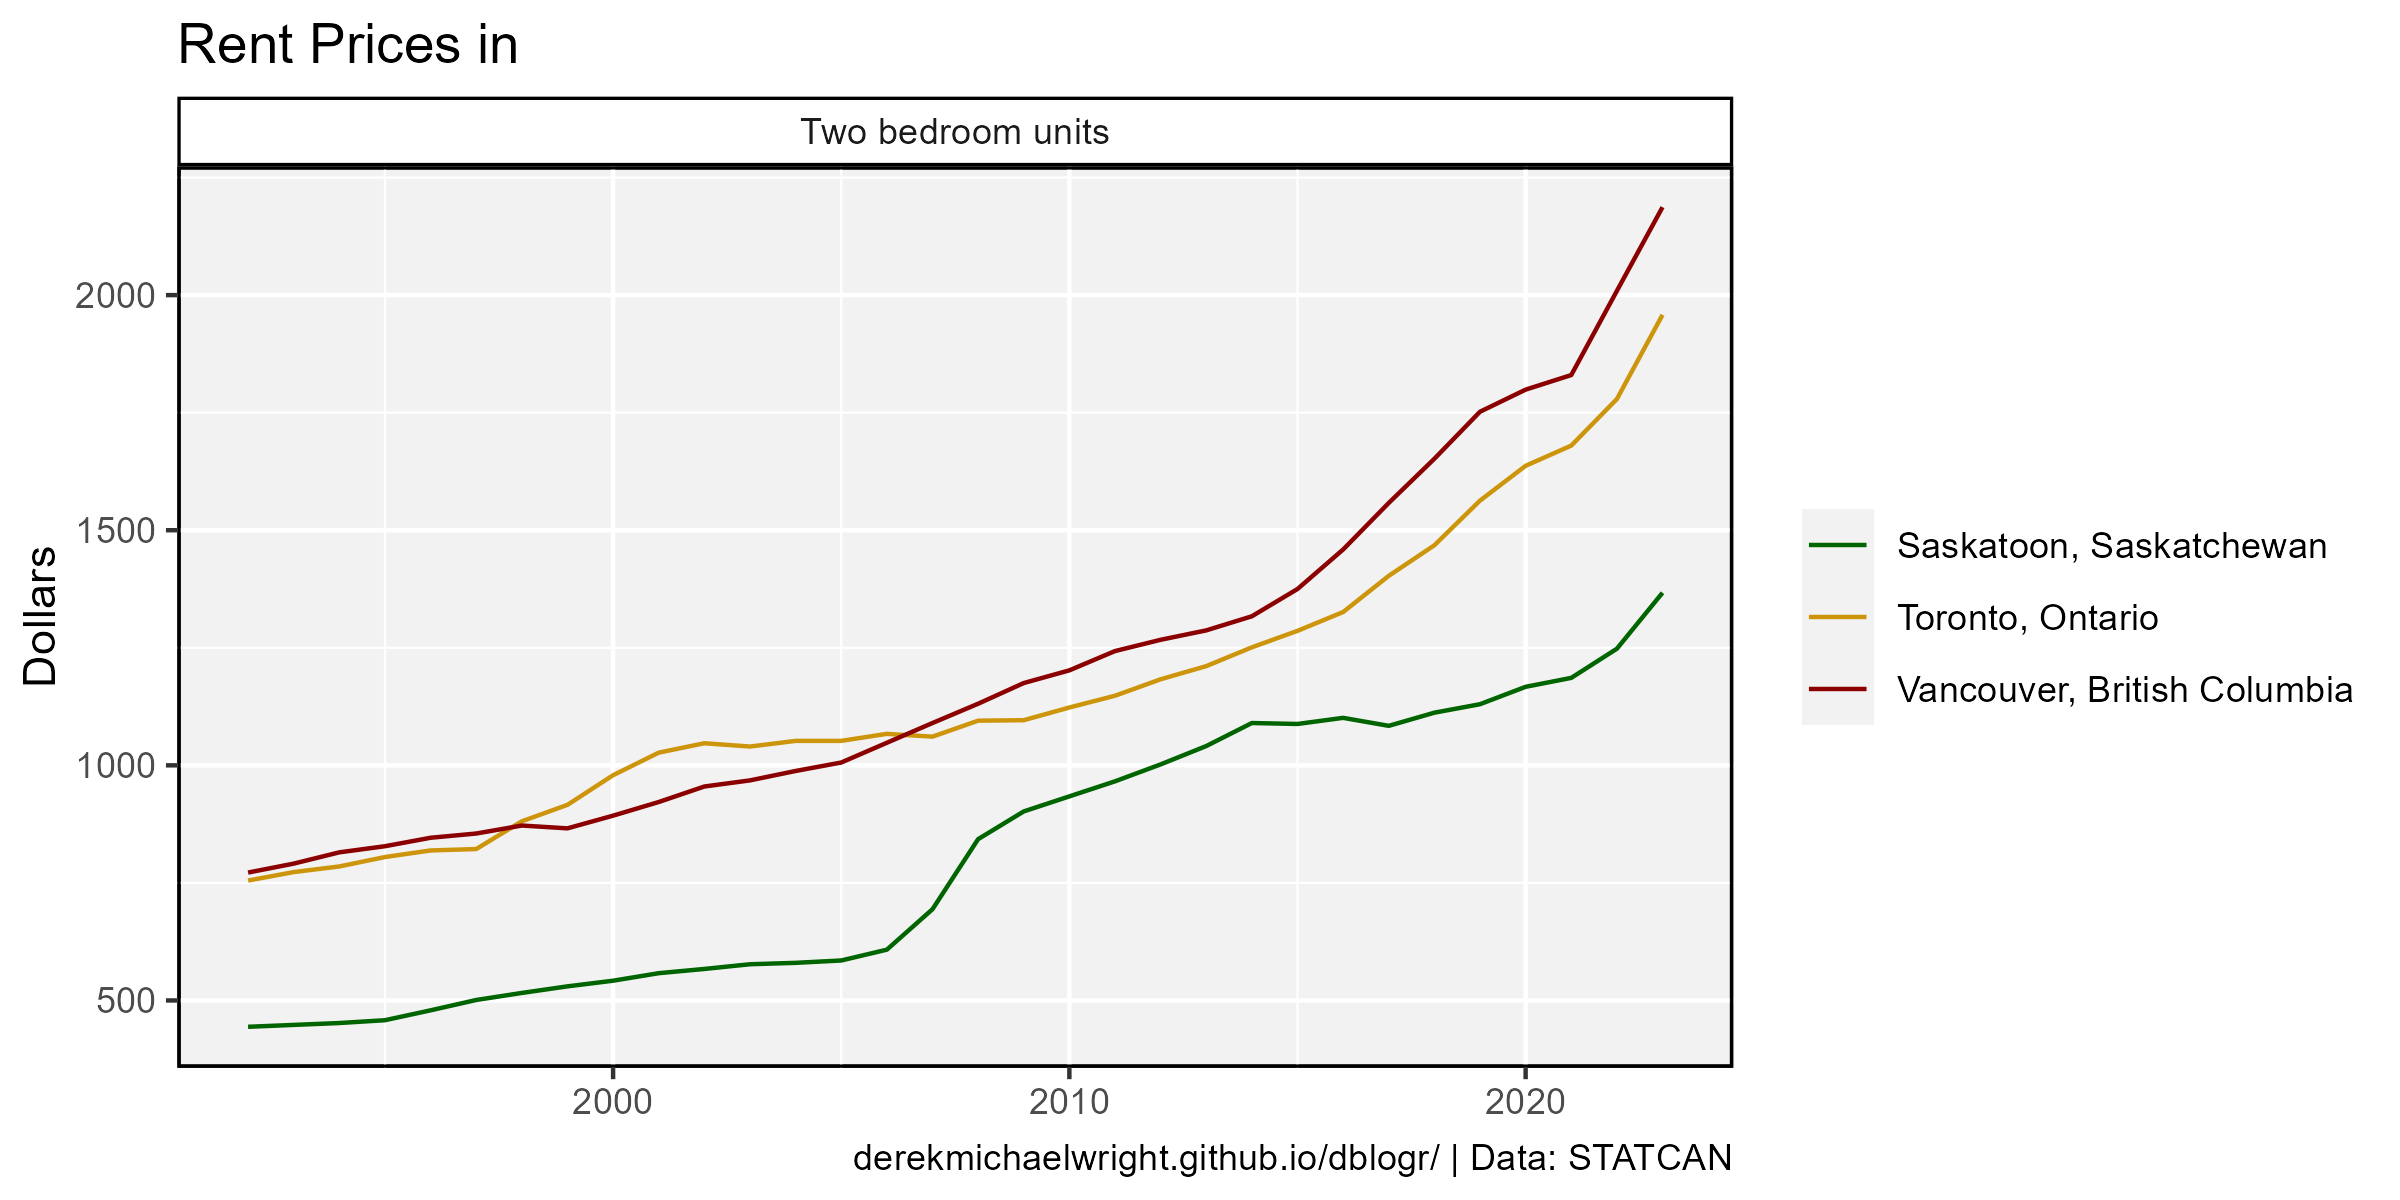 Rent Prices in
Two bedroom units
Dollars
2000
1500
1000
500
2000
2010
2020
Saskatoon, Saskatchewan
Toronto, Ontario
Vancouver, British Columbia
derekmichaelwright.github.io/dblogr/ | Data: STATCAN